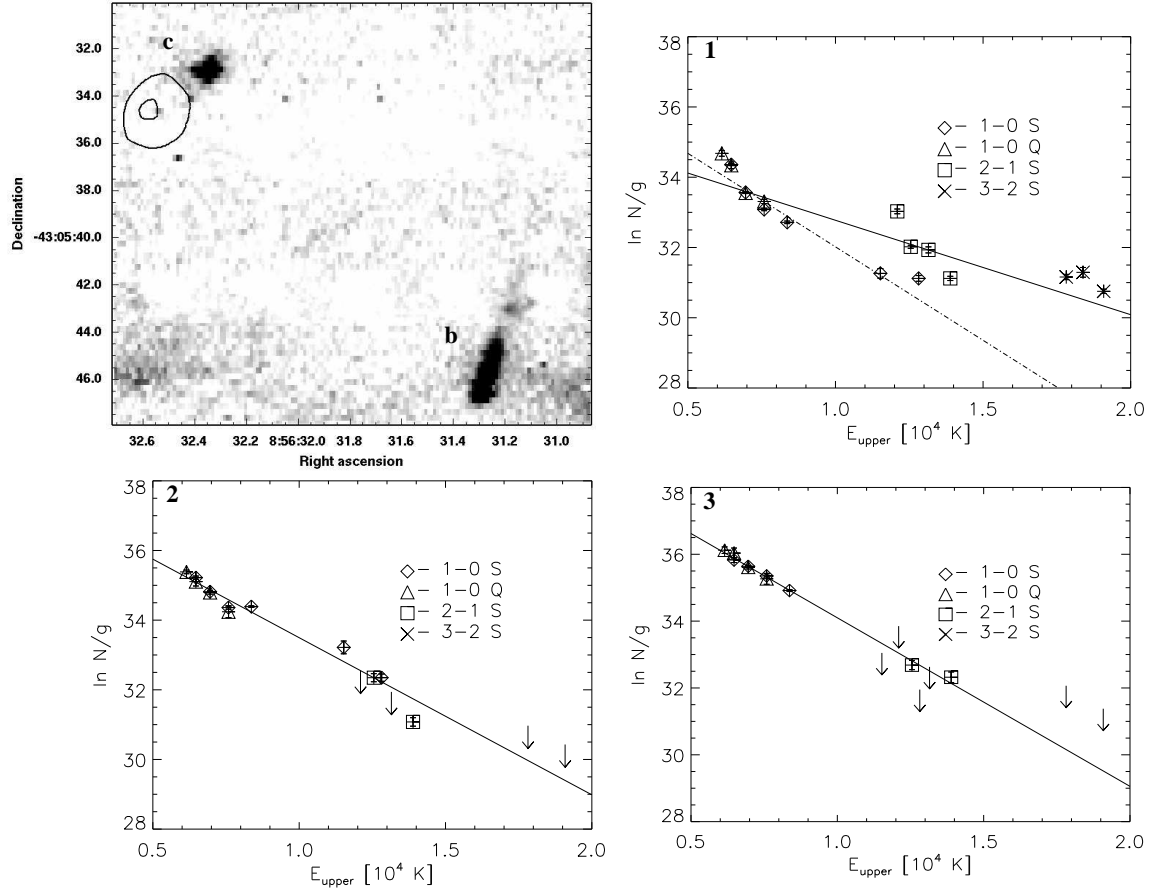 32.0
34.0
36.0
38.0
-43:05:40.0
42.0
44.0
46.0
Declination
c
b
32.6 32.4 32.2 8:56:32.0 31.8 31.6 31.4 31.2 31.0
Right ascension
1
38
36
34
32
30
28
ln N/g
◇– 1–0 S
△– 1–0 Q
□– 2–1 S
×– 3–2 S
0.5 1.0 1.5 2.0
E_upper [10^4 K]
2
38
36
34
32
30
28
ln N/g
◇– 1–0 S
△– 1–0 Q
□– 2–1 S
×– 3–2 S
0.5 1.0 1.5 2.0
E_upper [10^4 K]
3
38
36
34
32
30
28
ln N/g
◇– 1–0 S
△– 1–0 Q
□– 2–1 S
×– 3–2 S
0.5 1.0 1.5 2.0
E_upper [10^4 K]